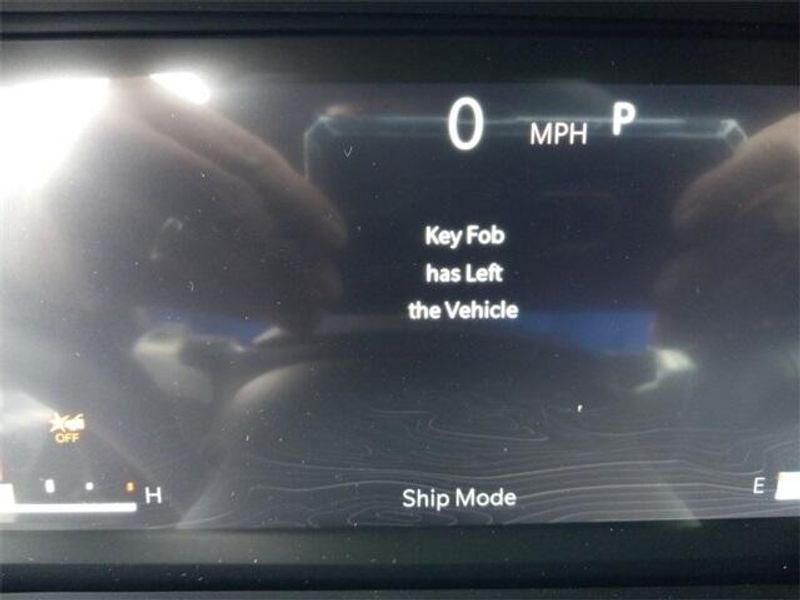 0 MPH P
Key Fob
has Left
the Vehicle
OFF
H
Ship Mode
E